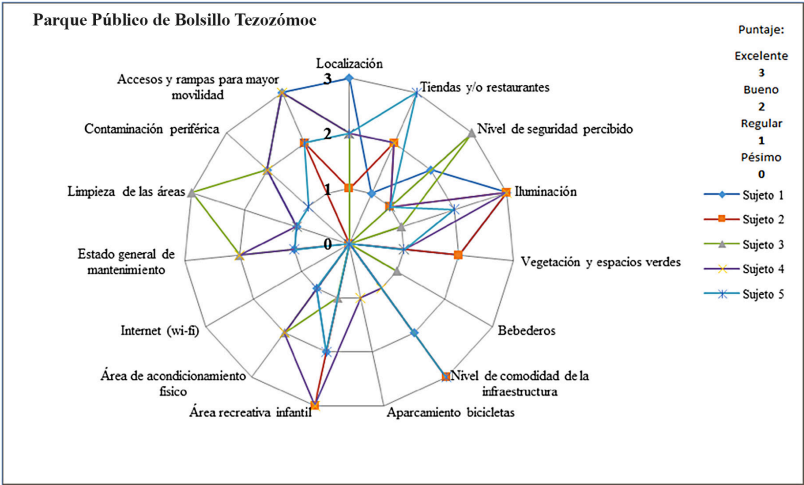 Parque Público de Bolsillo Tezozómoc
Puntaje:
Excelente
3
Bueno
2
Regular
1
Pésimo
0
Localización
Tiendas y/o restaurantes
Nivel de seguridad percibido
Iluminación
Vegetación y espacios verdes
Bebederos
Nivel de comodidad de la
infraestructura
Aparcamiento bicicletas
Área recreativa infantil
Área de acondicionamiento
fisico
Internet (wi-fi)
Estado general de
mantenimiento
Limpieza de las áreas
Contaminación periférica
Accesos y rampas para mayor
movilidad
3
2
1
0
Sujeto 1
Sujeto 2
Sujeto 3
Sujeto 4
Sujeto 5